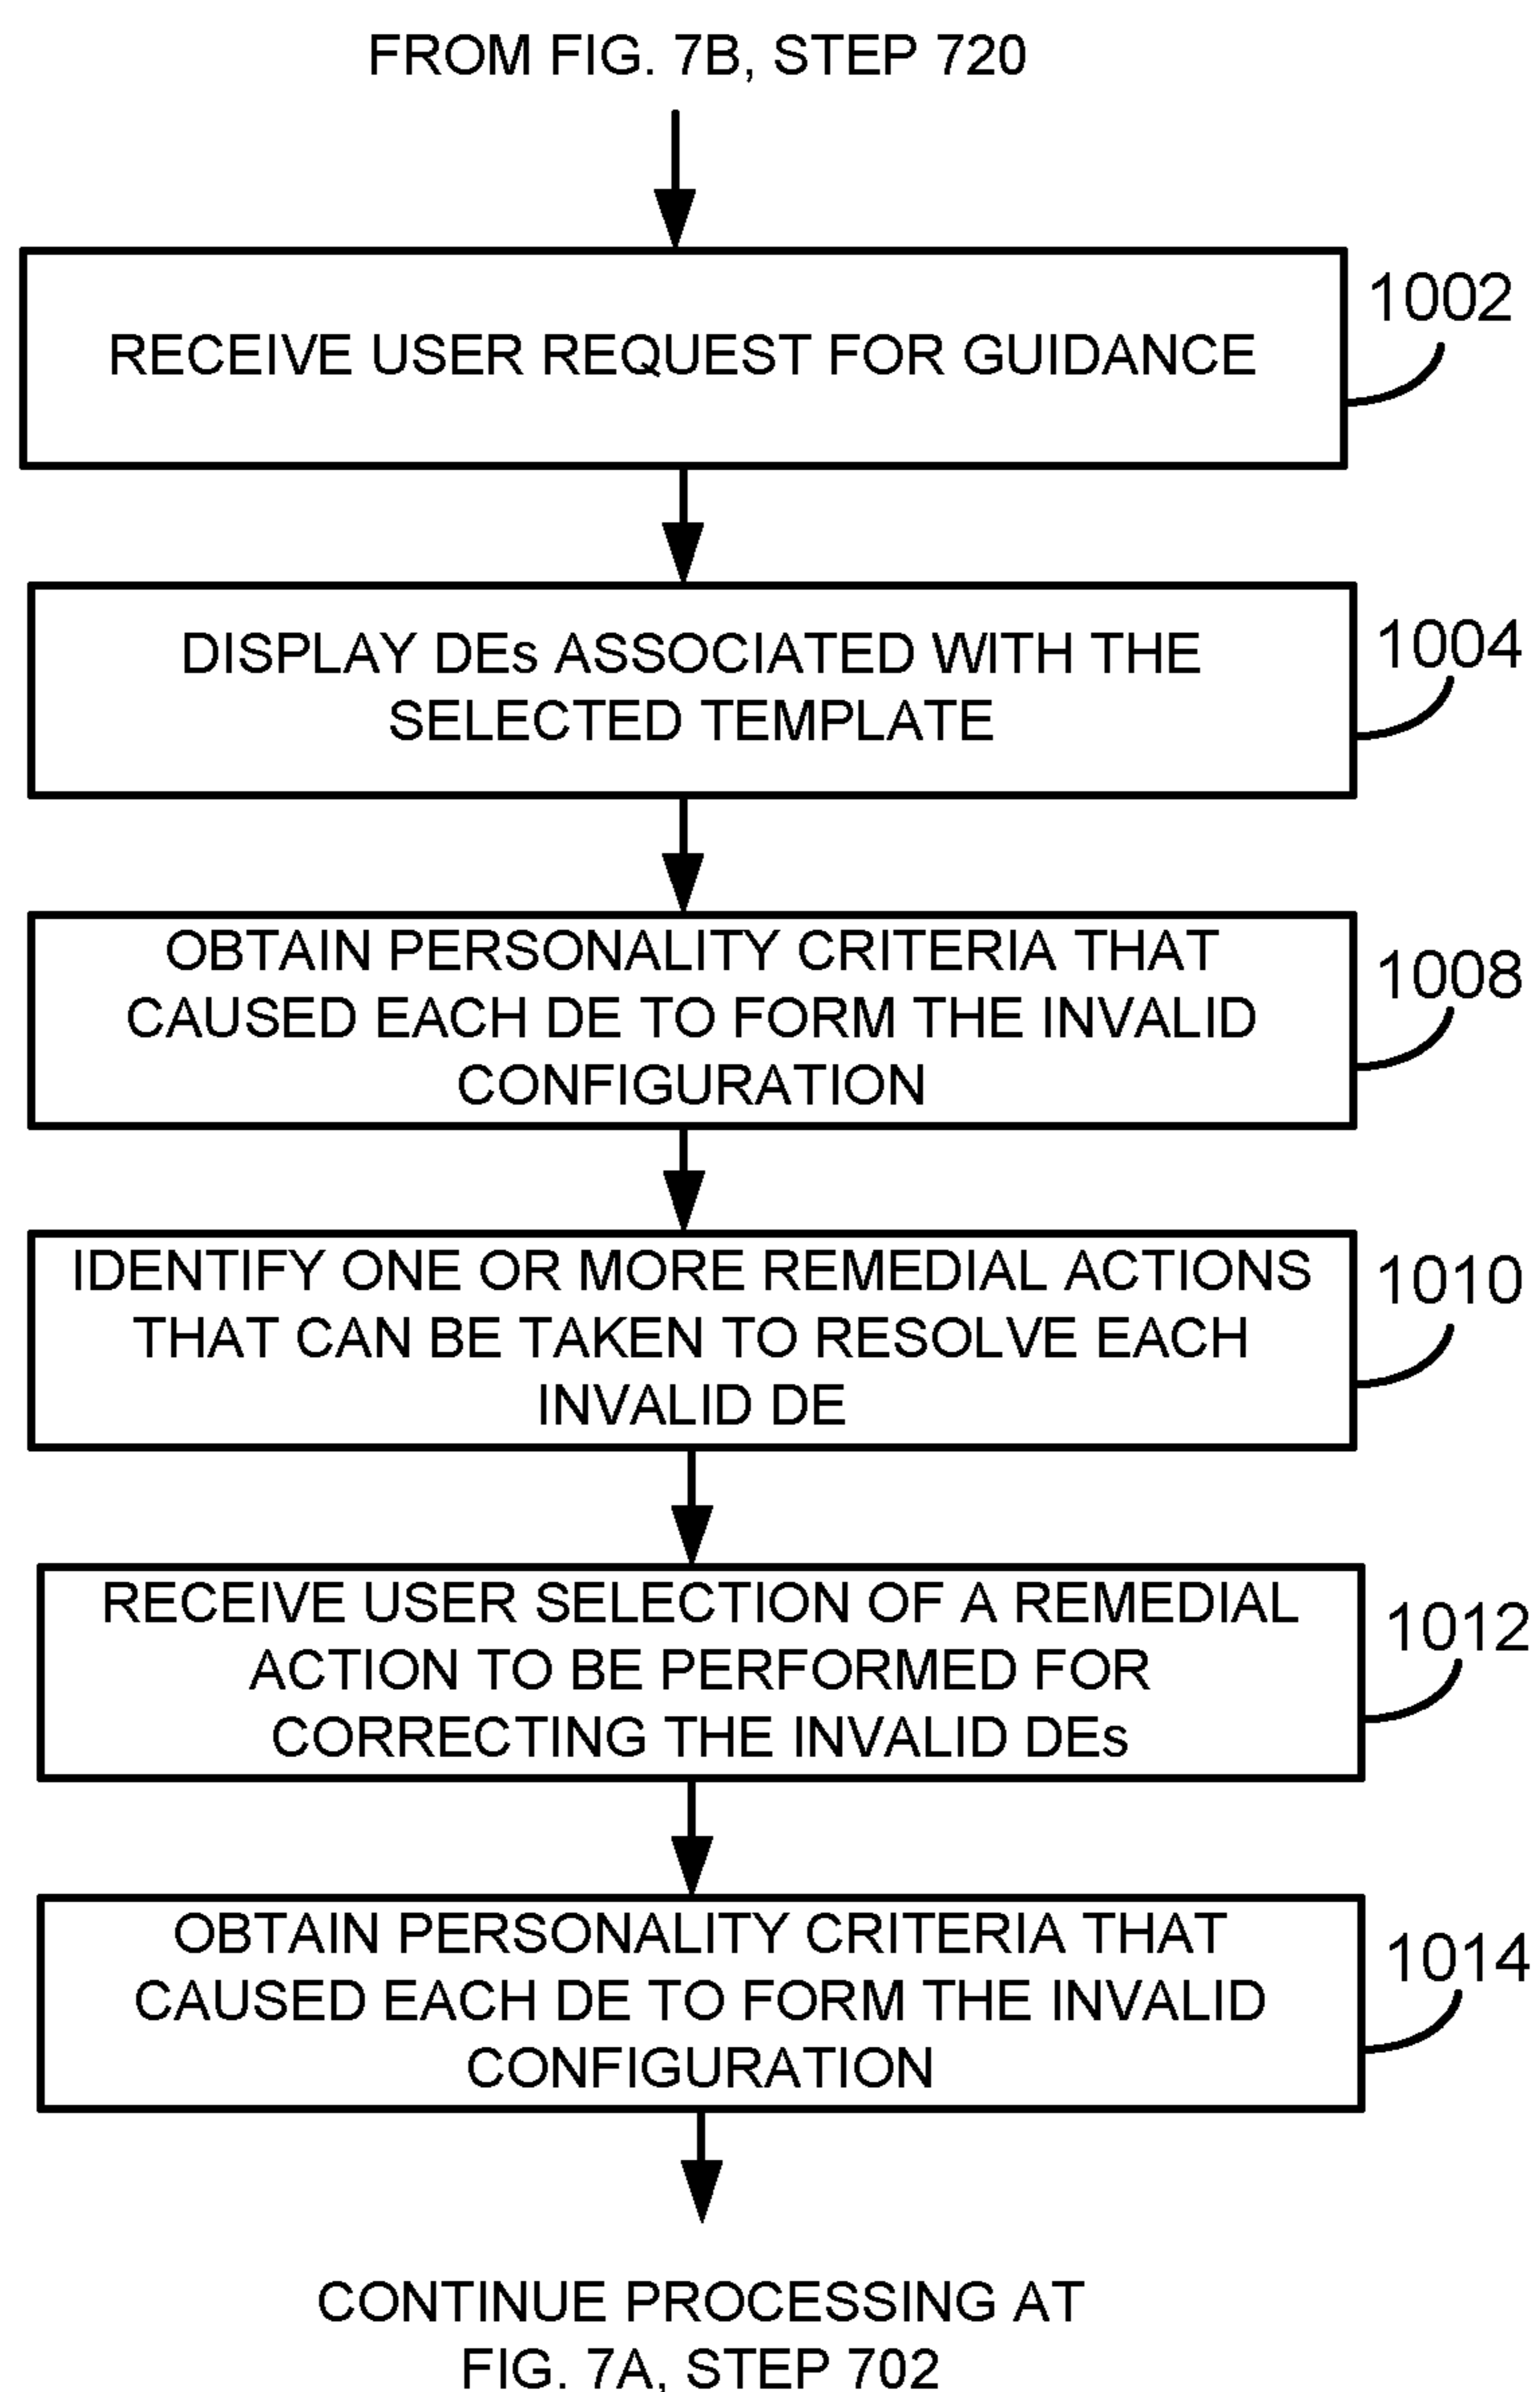 FROM FIG. 7B, STEP 720
RECEIVE USER REQUEST FOR GUIDANCE
1002
DISPLAY DEs ASSOCIATED WITH THE
SELECTED TEMPLATE
1004
OBTAIN PERSONALITY CRITERIA THAT
CAUSED EACH DE TO FORM THE INVALID
CONFIGURATION
1008
IDENTIFY ONE OR MORE REMEDIAL ACTIONS
THAT CAN BE TAKEN TO RESOLVE EACH
INVALID DE
1010
RECEIVE USER SELECTION OF A REMEDIAL
ACTION TO BE PERFORMED FOR
CORRECTING THE INVALID DEs
1012
OBTAIN PERSONALITY CRITERIA THAT
CAUSED EACH DE TO FORM THE INVALID
CONFIGURATION
1014
CONTINUE PROCESSING AT
FIG. 7A, STEP 702